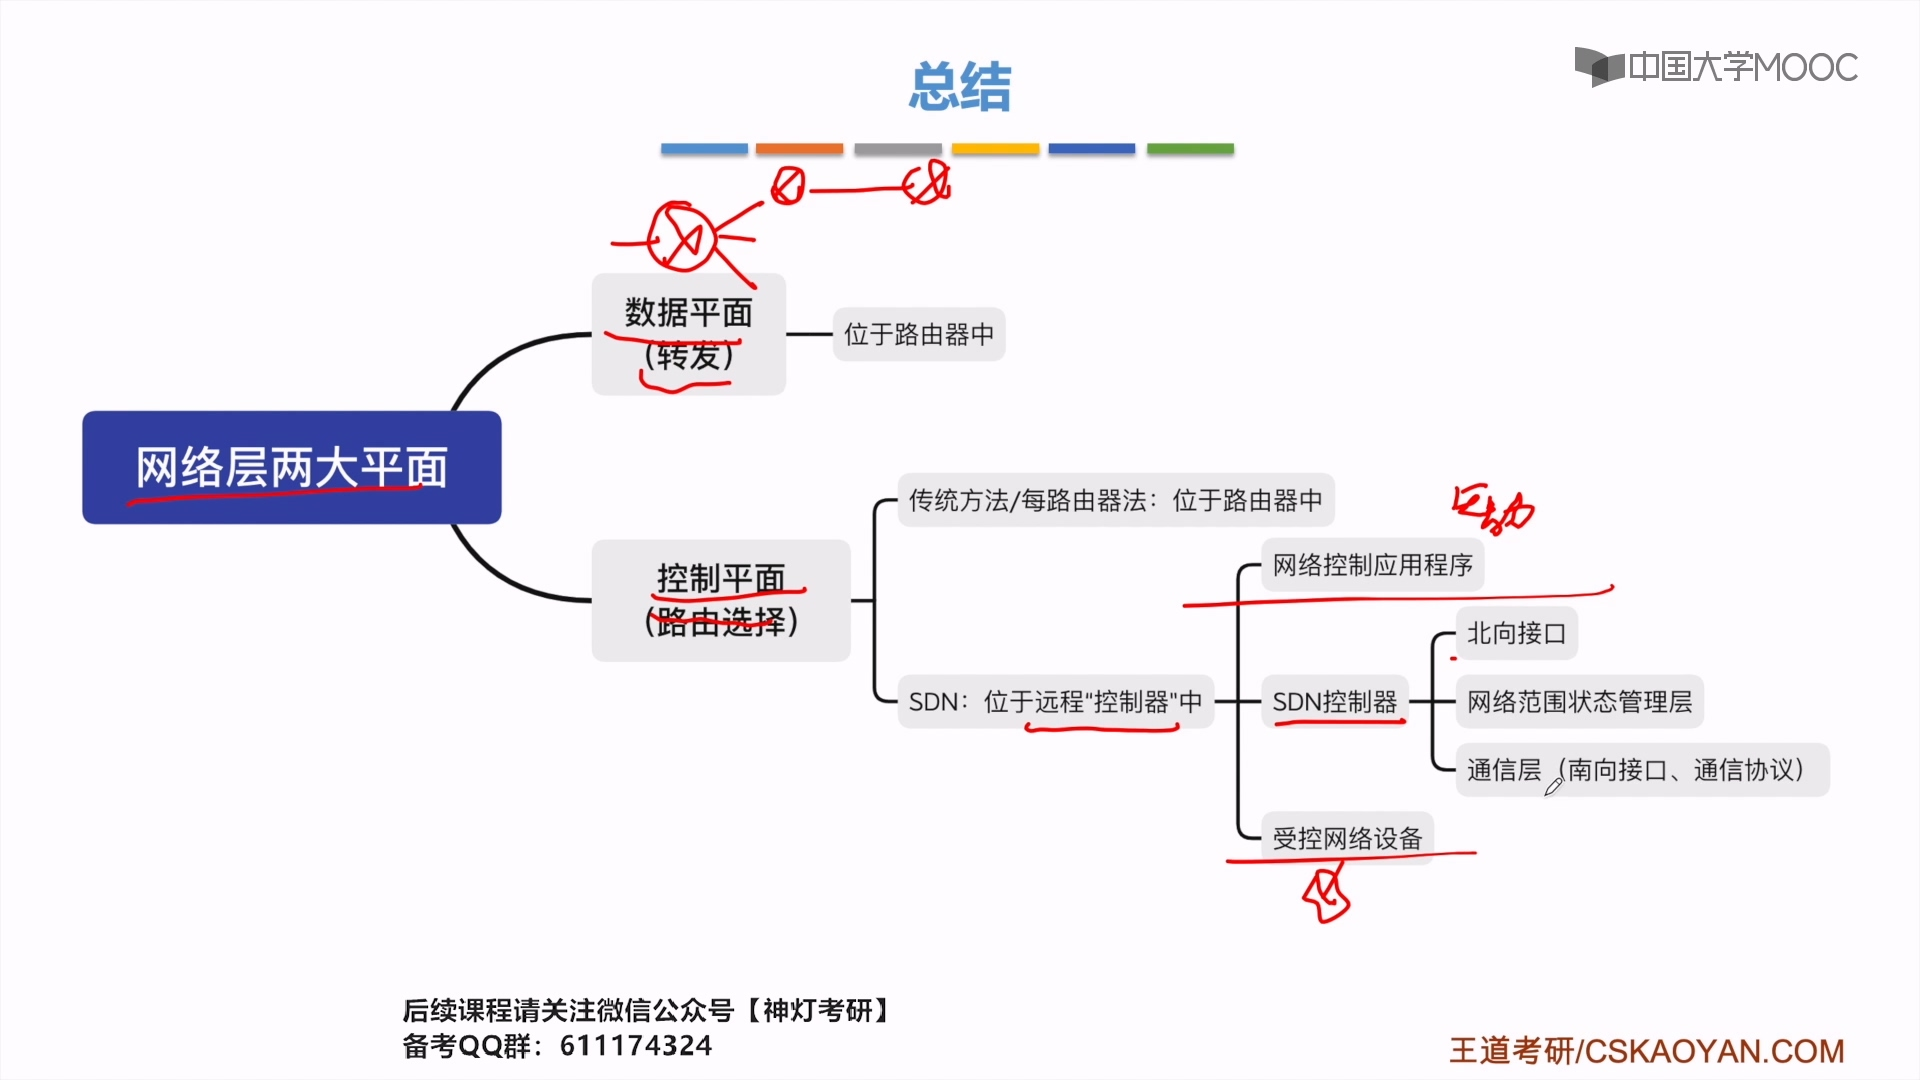 总结
中国大学MOOC
数据平面
（转发）
位于路由器中
网络层两大平面
控制平面
（路由选择）
传统方法/每路由器法：位于路由器中
SDN：位于远程“控制器"中
网络控制应用程序
SDN控制器
受控网络设备
北向接口
网络范围状态管理层
通信层（南向接口、通信协议）
后续课程请关注微信公众号【神灯考研】
备考QQ群：611174324
王道考研/CSKAOYAN.COM